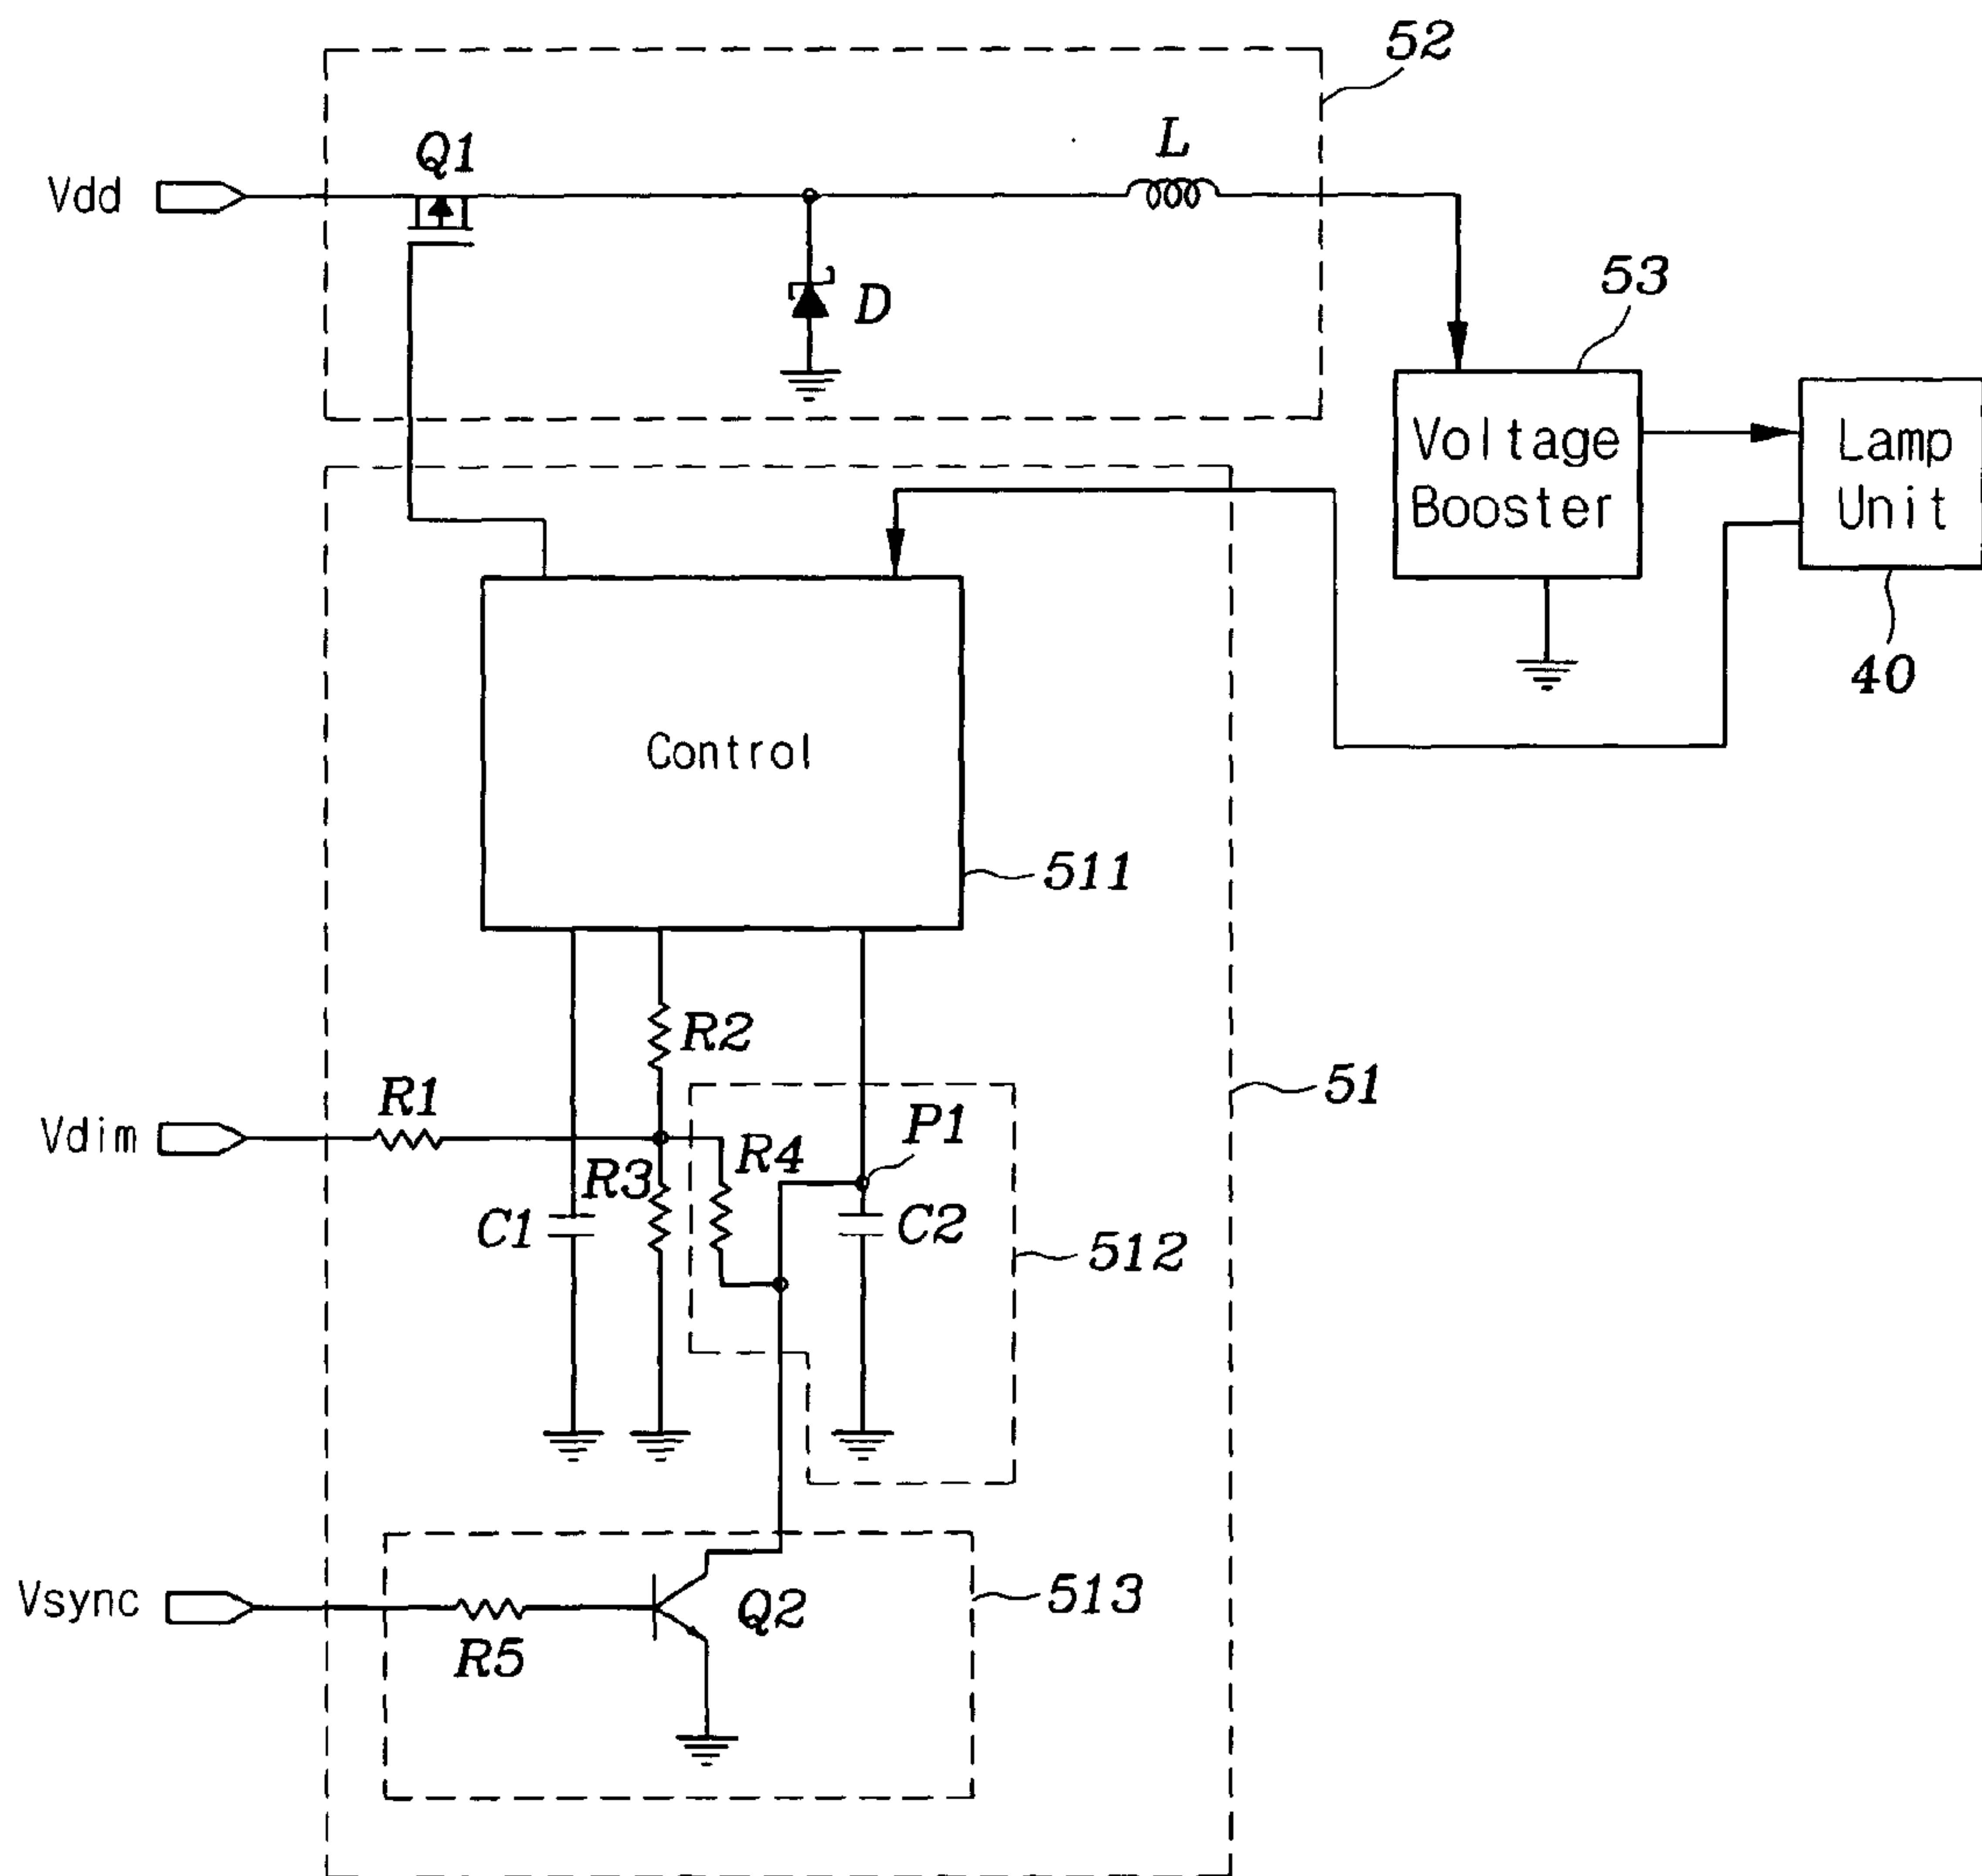 52
Q1
L
Vdd
D
53
Voltage
Booster
Lamp
Unit
40
Control
511
R2
R1
P1
51
Vdim
R4
R3
C1
C2
512
Vsync
Q2
513
R5